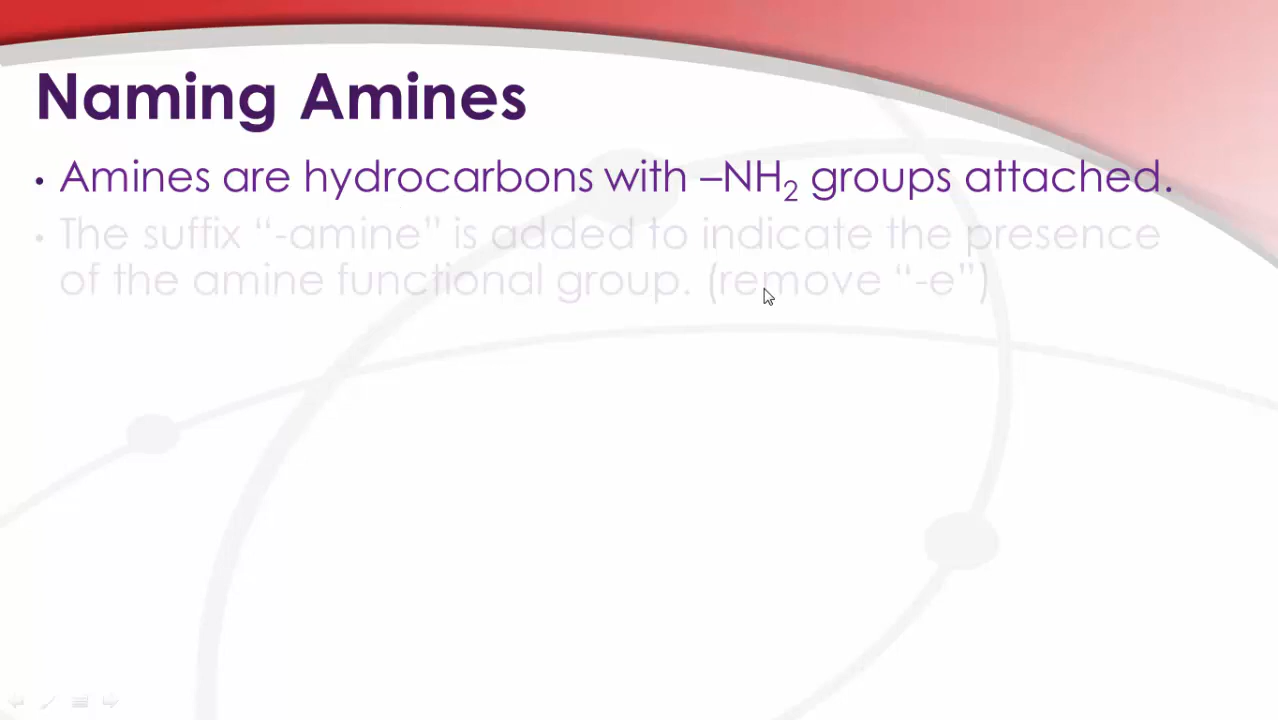 Naming Amines
• Amines are hydrocarbons with –NH₂ groups attached.
• The suffix “-amine” is added to indicate the presence
of the amine functional group. (remove “-e”)